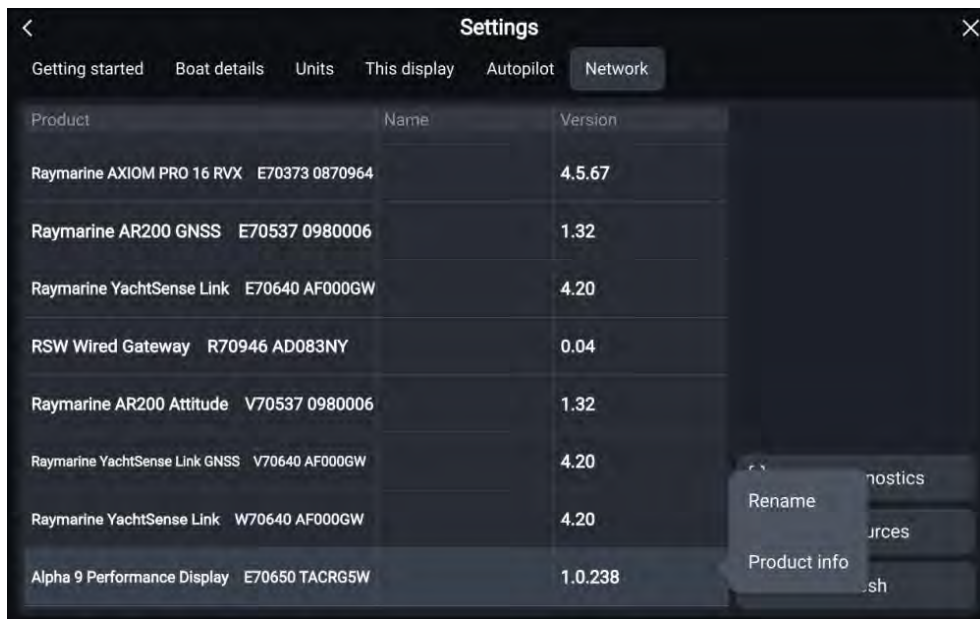 Settings
Getting started Boat details Units This display Autopilot Network
Product Name Version
Raymarine AXIOM PRO 16 RVX E70373 0870964 4.5.67
Raymarine AR200 GNSS E70537 0980006 1.32
Raymarine YachtSense Link E70640 AF000GW 4.20
RSW Wired Gateway R70946 AD083NY 0.04
Raymarine AR200 Attitude V70537 0980006 1.32
Raymarine YachtSense Link GNSS V70640 AF000GW 4.20
nostics
Rename
Raymarine YachtSense Link W70640 AF000GW 4.20
urces
Product info
Alpha 9 Performance Display E70650 TACRG5W 1.0.238
sh